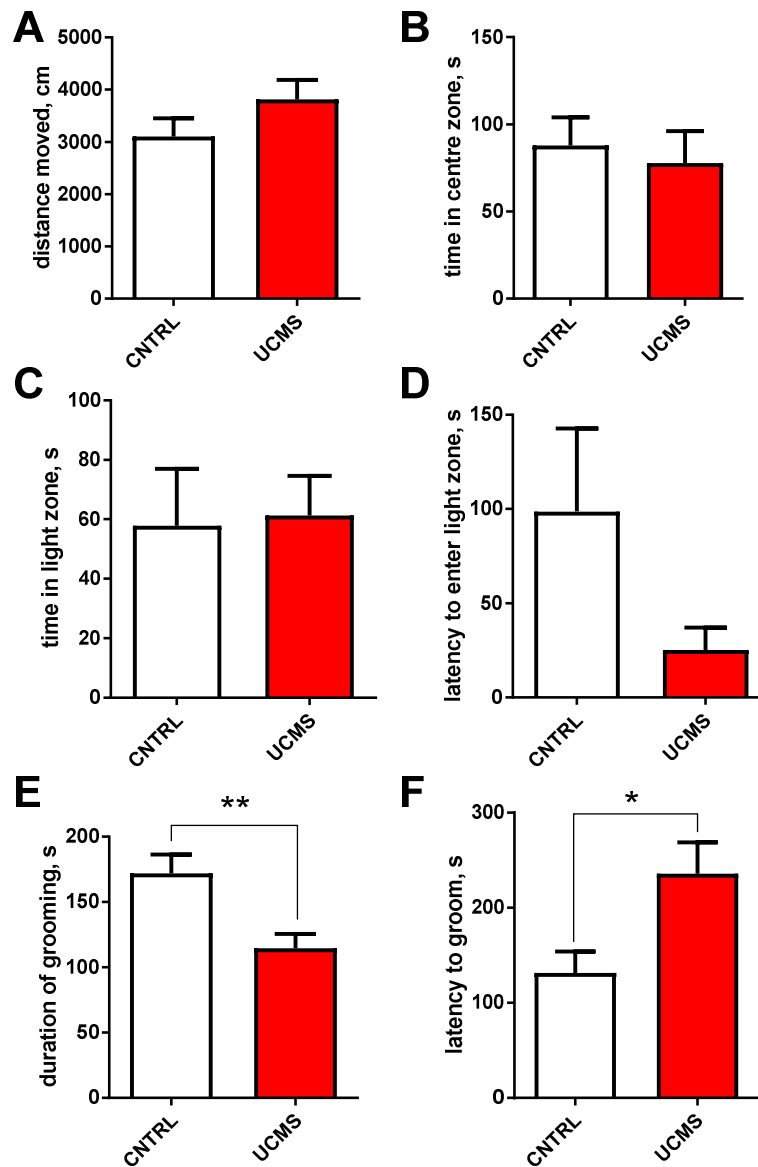 A
distance moved, cm
5000
4000
3000
2000
1000
0
CNTRL
UCMS
B
time in centre zone, s
150
100
50
0
CNTRL
UCMS
C
time in light zone, s
100
80
60
40
20
0
CNTRL
UCMS
D
latency to enter light zone, s
150
100
50
0
CNTRL
UCMS
E
duration of grooming, s
200
150
100
50
0
**
CNTRL
UCMS
F
latency to groom, s
300
200
100
0
*
CNTRL
UCMS